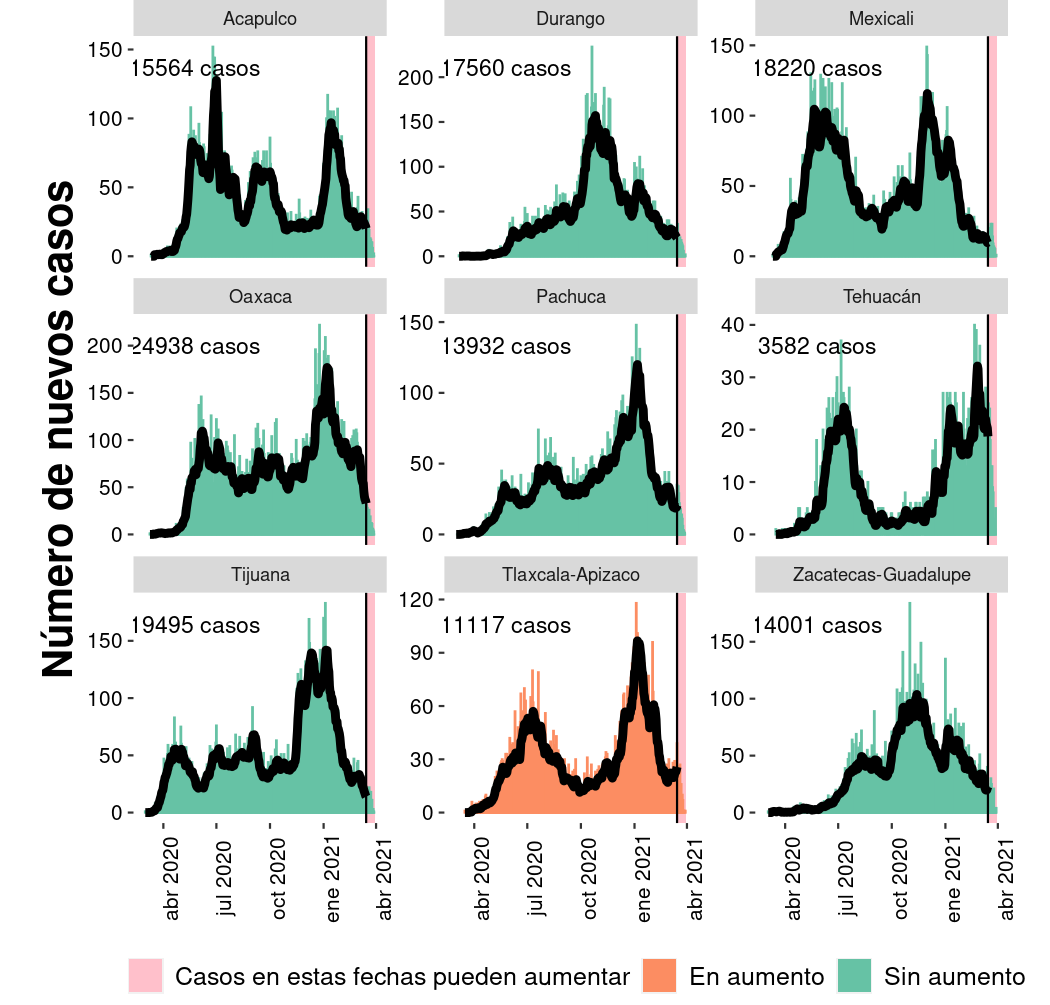 Número de nuevos casos
Acapulco
Durango
Mexicali
150
100
50
0
15564 casos
200
150
100
50
0
17560 casos
150
100
50
0
18220 casos
Oaxaca
Pachuca
Tehuacán
200
150
100
50
0
24938 casos
150
100
50
0
13932 casos
40
30
20
10
0
3582 casos
Tijuana
Tlaxcala-Apizaco
Zacatecas-Guadalupe
150
100
50
0
19495 casos
120
90
60
30
0
11117 casos
150
100
50
0
14001 casos
abr 2020
jul 2020
oct 2020
ene 2021
abr 2021
abr 2020
jul 2020
oct 2020
ene 2021
abr 2021
abr 2020
jul 2020
oct 2020
ene 2021
abr 2021
Casos en estas fechas pueden aumentar
En aumento
Sin aumento